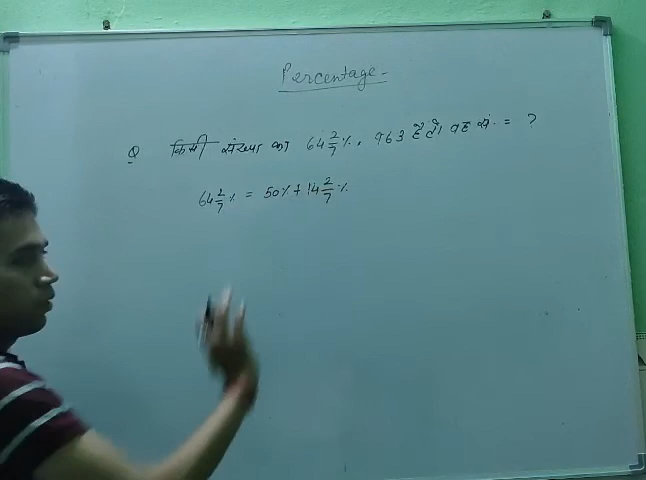 Percentage -
Q किसी संख्या का 64 2/7 %, 963 है तो वह सं. = ?
64 2/7 % = 50% + 14 2/7 %